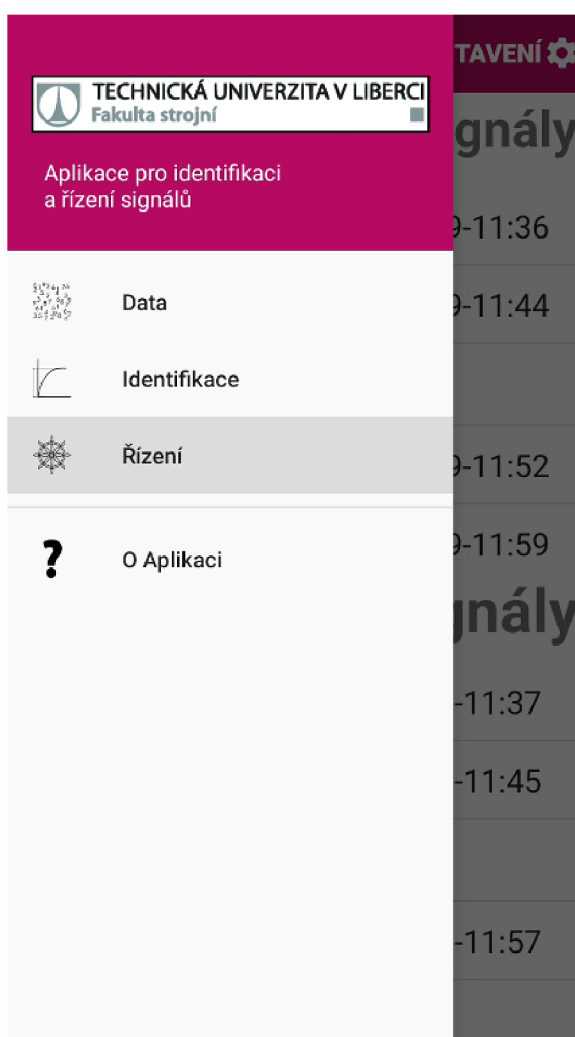 TAVENÍ
TECHNICKÁ UNIVERZITA V LIBERCI
Fakulta strojní
gnály
Aplikace pro identifikaci
a řízení signálů
9-11:36
Data
9-11:44
Identifikace
Řízení
9-11:52
?
O Aplikaci
9-11:59
gnály
-11:37
-11:45
-11:57